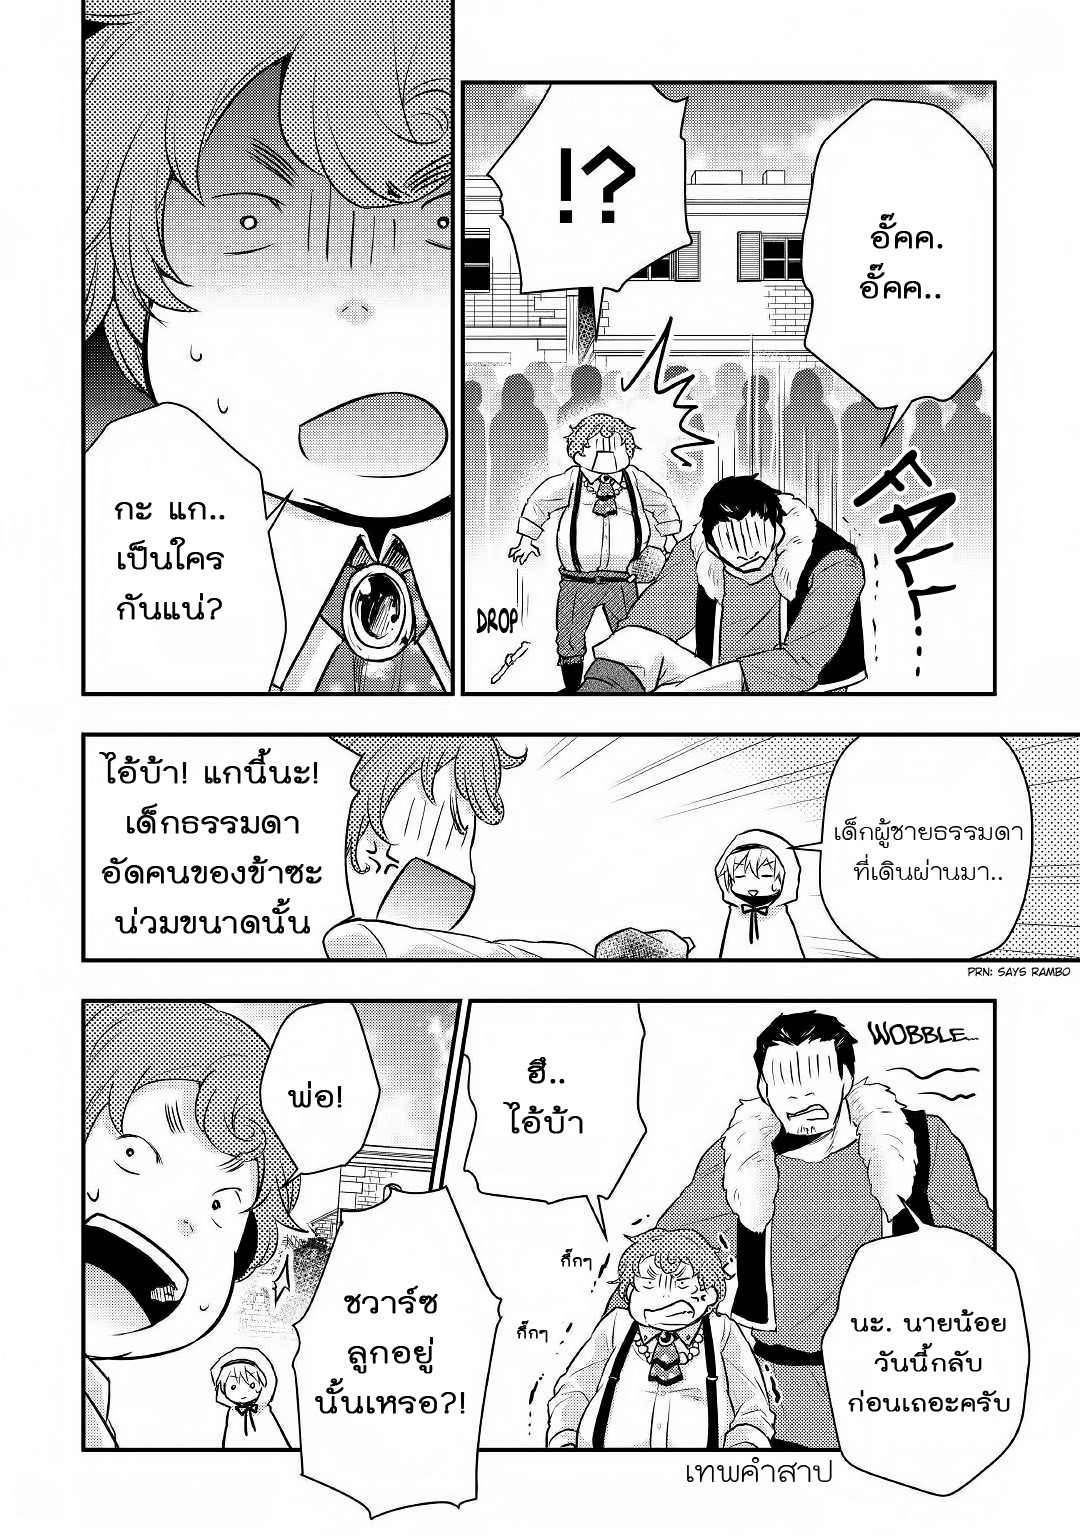 !?
อั๊คค.
อั๊คค..
FALL....
DROP
กะ แก..
เป็นใคร
กันแน่?
เด็กผู้ชายธรรมดา
ที่เดินผ่านมา..
ไอ้บ้า! แกนี้นะ!
เด็กธรรมดา
อัดคนของข้าซะ
น่วมขนาดนั้น
PRN: SAYS RAMBO
WOBBLE...
ฮึ..
ไอ้บ้า
กึ๊กๆ
กึ๊กๆ
นะ. นายน้อย
วันนี้กลับ
ก่อนเถอะครับ
พ่อ!
ชวาร์ซ
ลูกอยู่
นั้นเหรอ?!
เทพคำสาป